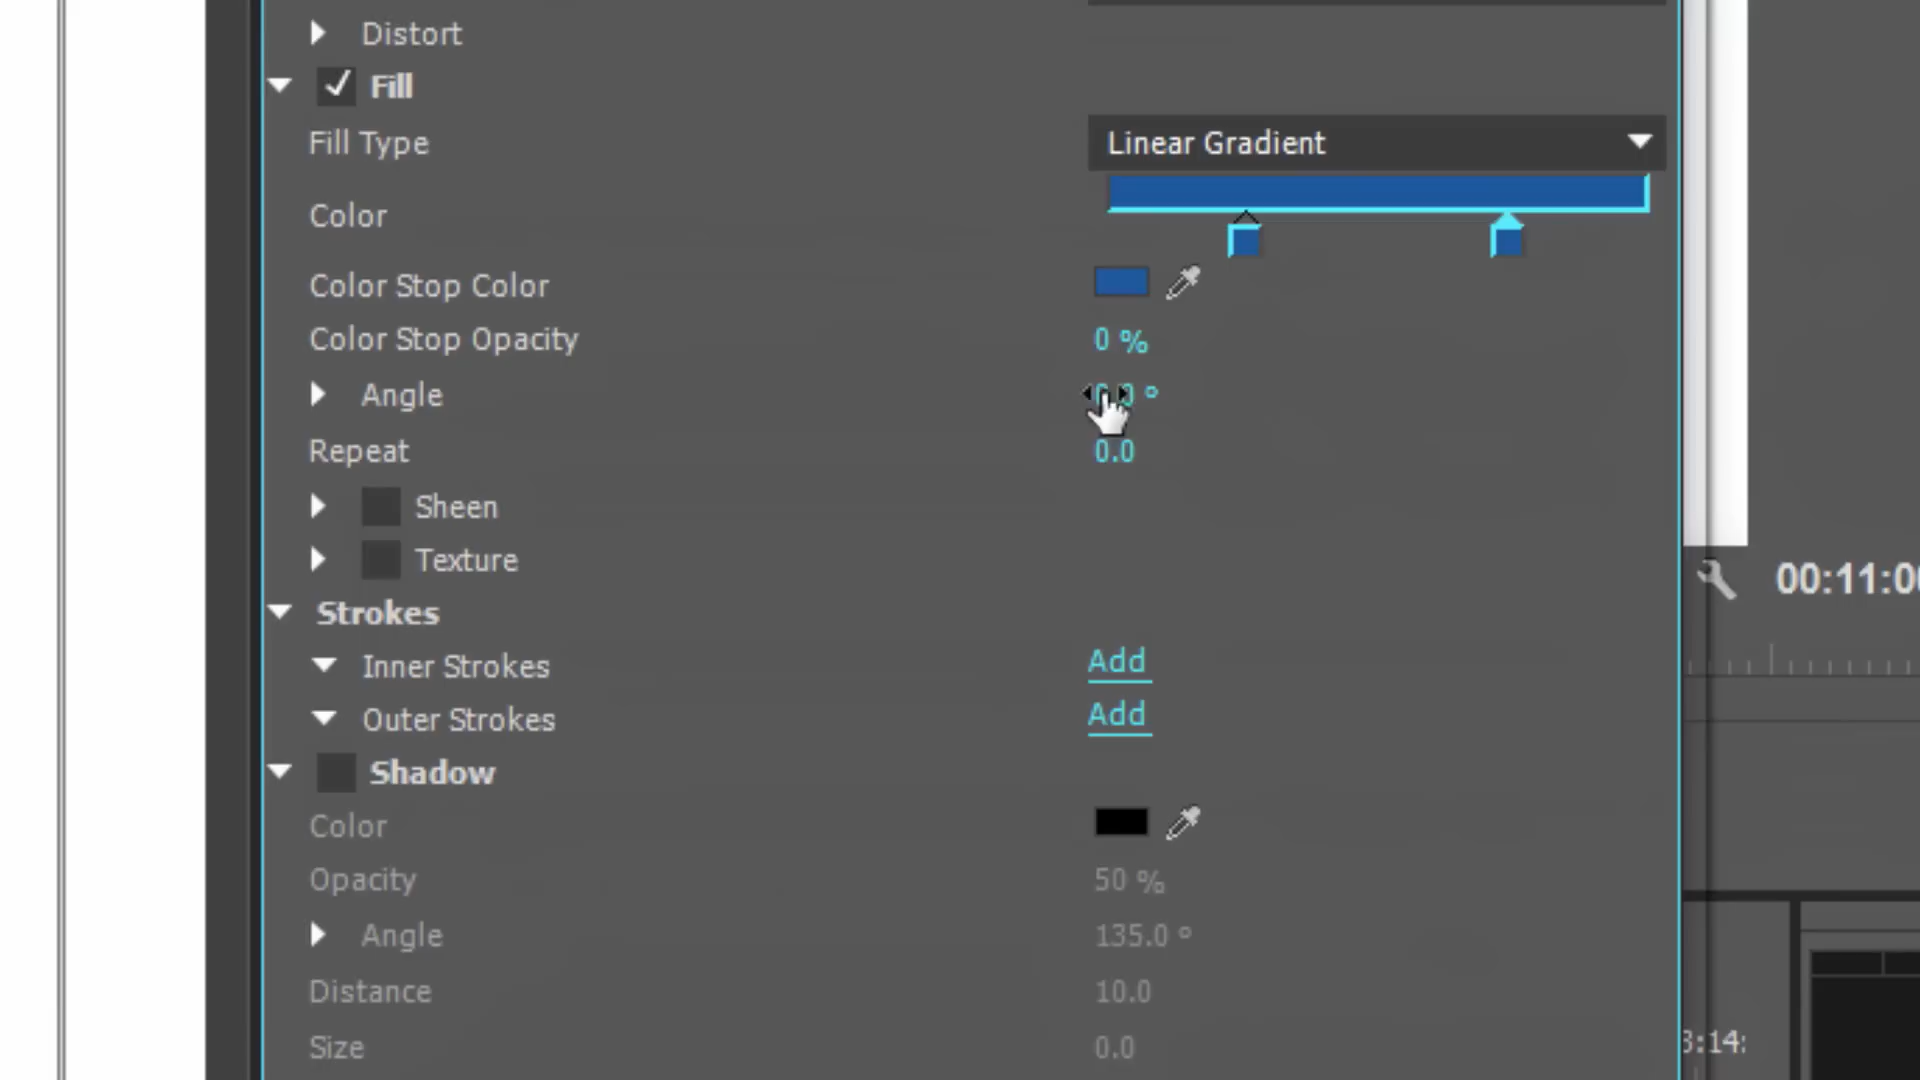 Distort
Fill
Fill Type Linear Gradient
Color
Color Stop Color
Color Stop Opacity 0 %
Angle
Repeat 0.0
Sheen
Texture
00:11:0
Strokes
Inner Strokes Add
Outer Strokes Add
Shadow
Color
Opacity 50 %
Angle 135.0 °
Distance 10.0
3:14:
Size 0.0